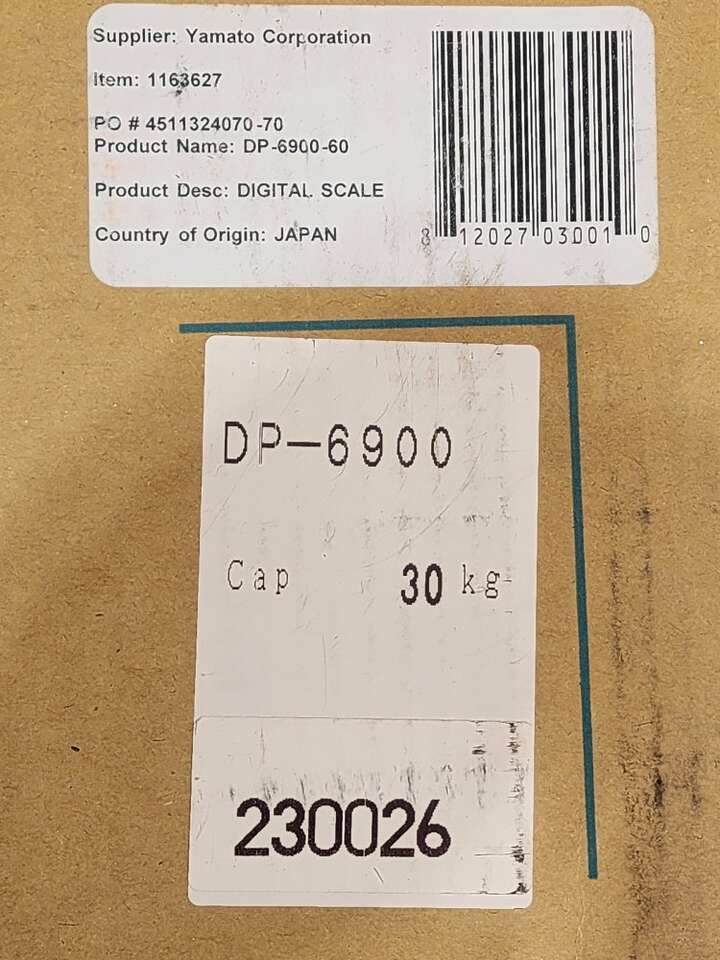 Supplier: Yamato Corporation
Item: 1163627
PO # 4511324070-70
Product Name: DP-6900-60
Product Desc: DIGITAL SCALE
Country of Origin: JAPAN
8 12027 03001 0
DP-6900
Cap 30 kg
230026